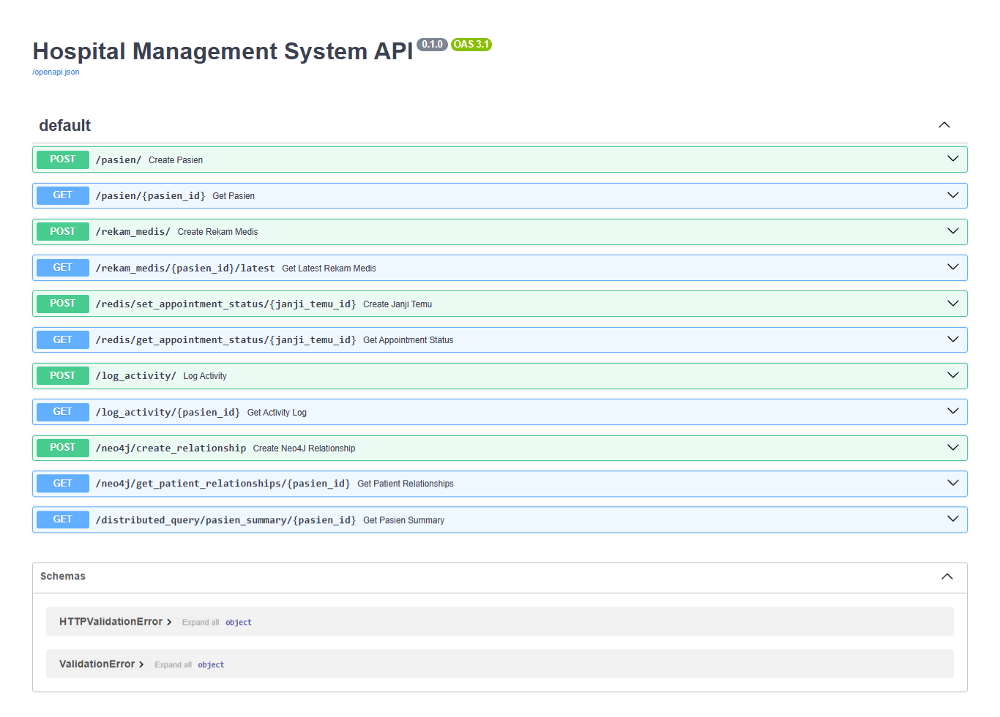 Hospital Management System API 0.1.0 OAS 3.1
/openapi.json
default
POST /pasien/ Create Pasien
GET /pasien/{pasien_id} Get Pasien
POST /rekam_medis/ Create Rekam Medis
GET /rekam_medis/{pasien_id}/latest Get Latest Rekam Medis
POST /redis/set_appointment_status/{janji_temu_id} Create Janji Temu
GET /redis/get_appointment_status/{janji_temu_id} Get Appointment Status
POST /log_activity/ Log Activity
GET /log_activity/{pasien_id} Get Activity Log
POST /neo4j/create_relationship Create Neo4J Relationship
GET /neo4j/get_patient_relationships/{pasien_id} Get Patient Relationships
GET /distributed_query/pasien_summary/{pasien_id} Get Pasien Summary
Schemas
HTTPValidationError Expand all object
ValidationError Expand all object